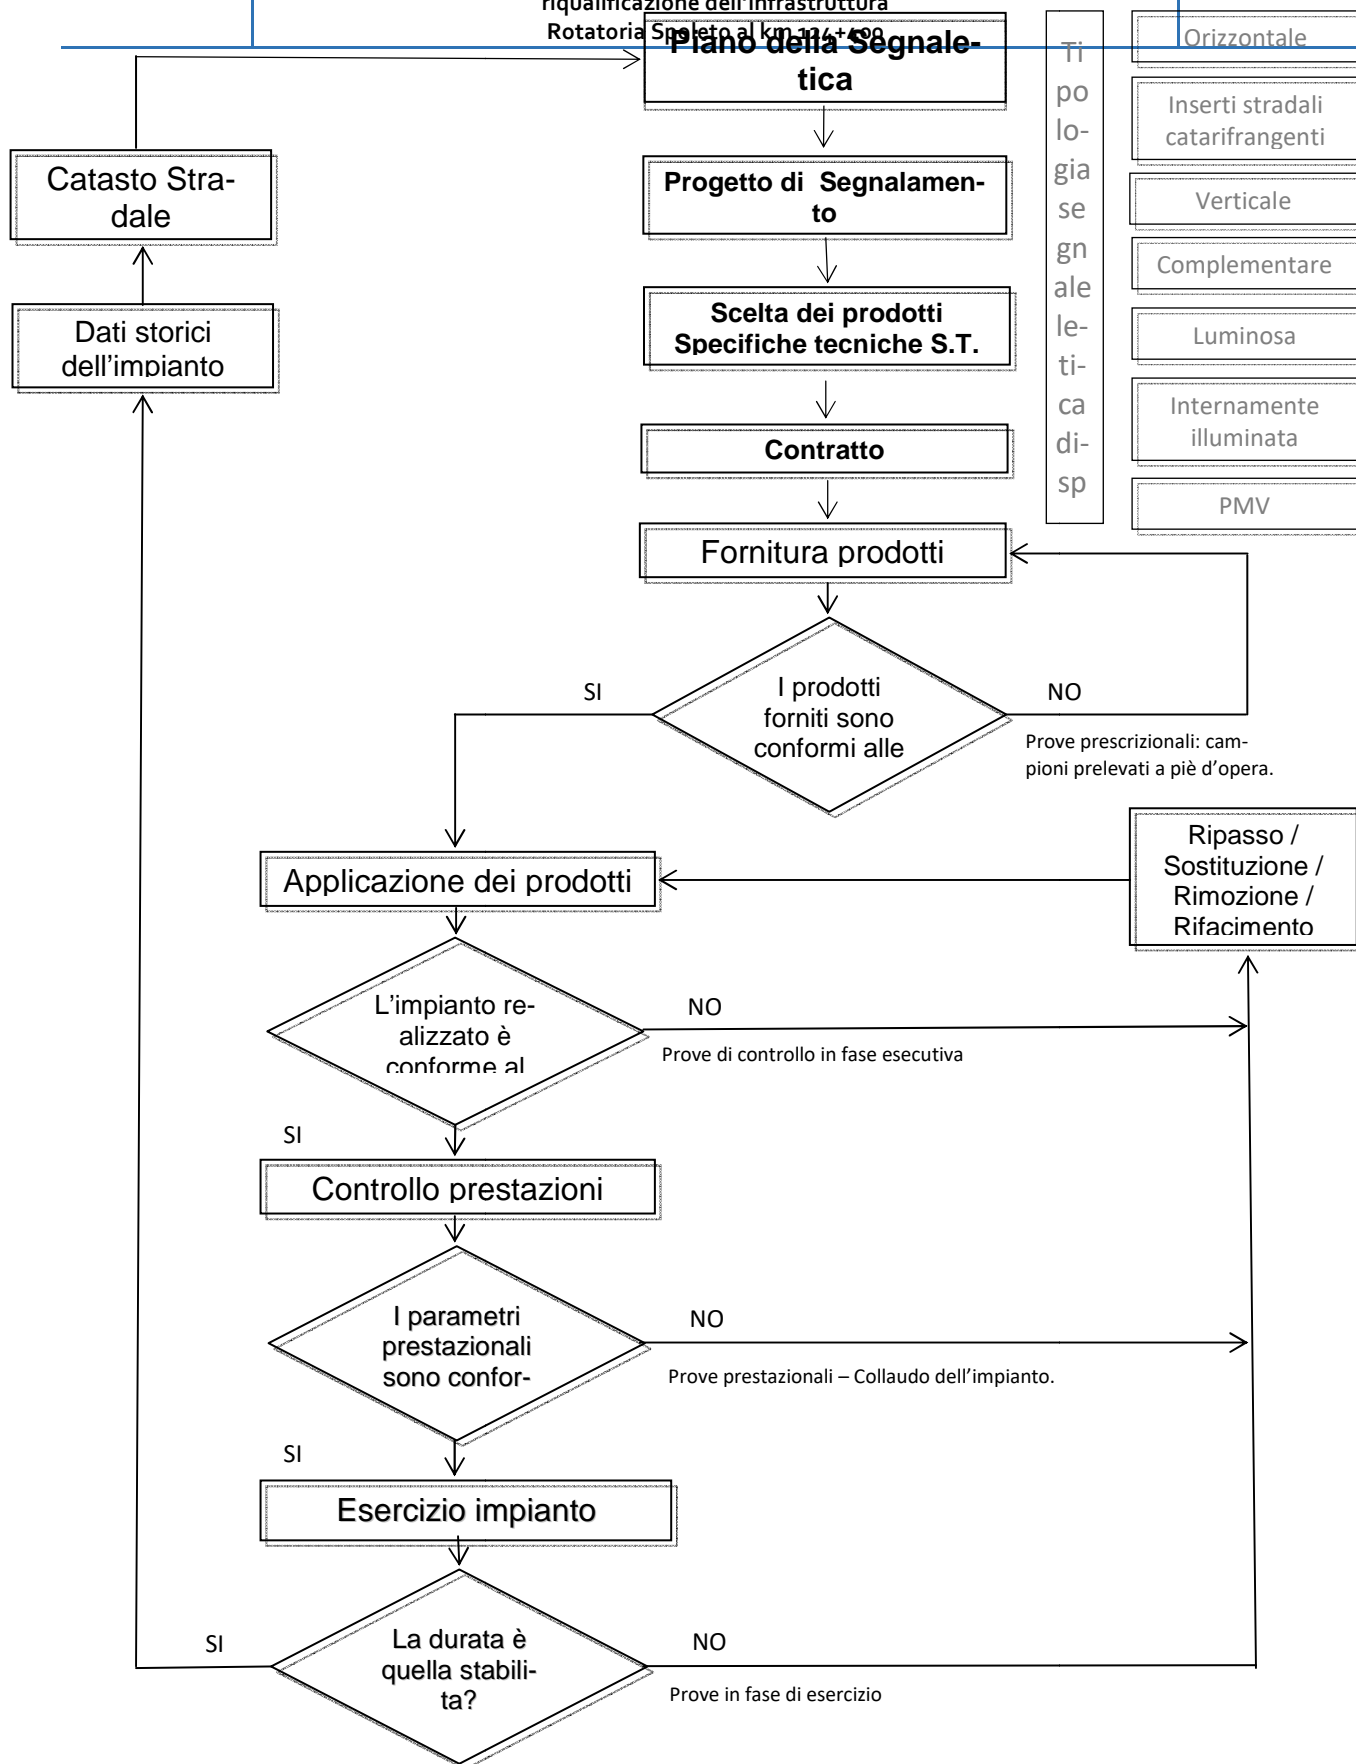 riqualificazione dell'infrastruttura
Rotatoria Spoleto al km 124+400
Piano della Segnale-
tica
Catasto Stra-
dale
Dati storici
dell'impianto
Progetto di Segnalamen-
to
Scelta dei prodotti
Specifiche tecniche S.T.
Contratto
Fornitura prodotti
Ti
po
lo-
gia
se
gn
ale
le-
ti-
ca
di-
sp
Orizzontale
Inserti stradali
catarifrangenti
Verticale
Complementare
Luminosa
Internamente
illuminata
PMV
SI
I prodotti
forniti sono
conformi alle
NO
Prove prescrizionali: cam-
pioni prelevati a piè d'opera.
Ripasso /
Sostituzione /
Rimozione /
Rifacimento
Applicazione dei prodotti
L'impianto re-
alizzato è
conforme al
NO
Prove di controllo in fase esecutiva
SI
Controllo prestazioni
I parametri
prestazionali
sono confor-
NO
Prove prestazionali – Collaudo dell'impianto.
SI
Esercizio impianto
SI
La durata è
quella stabili-
ta?
NO
Prove in fase di esercizio